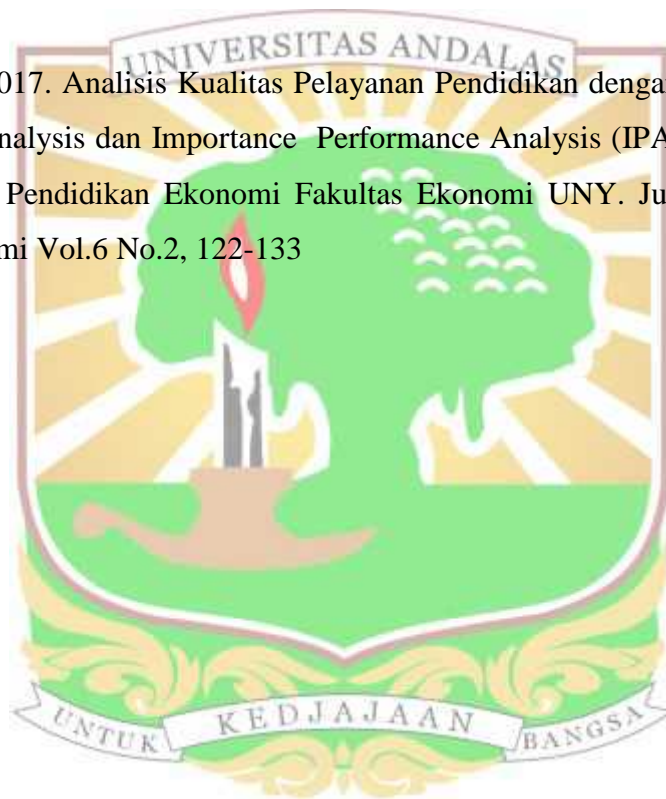 UNIVERSITAS ANDALAS
017. Analisis Kualitas Pelayanan Pendidikan denga
nalysis dan Importance Performance Analysis (IPA
Pendidikan Ekonomi Fakultas Ekonomi UNY. Ju
mi Vol.6 No.2, 122-133
UNTUK KEDJAJAAN BANGSA